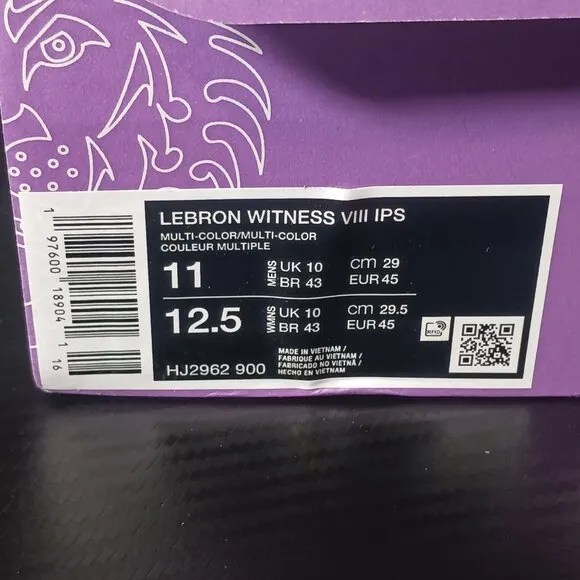 LEBRON WITNESS VIII IPS
MULTI-COLOR/MULTI-COLOR
COULEUR MULTIPLE
11 MENS UK 10 CM 29
BR 43 EUR 45
12.5 WMNS UK 10 CM 29.5
BR 43 EUR 45
HJ2962 900
MADE IN VIETNAM/
FABRIQUE AU VIETNAM/
FABRICADO NO VIETNÃ/
HECHO EN VIETNAM
RFID
1 97600 18904 1 16